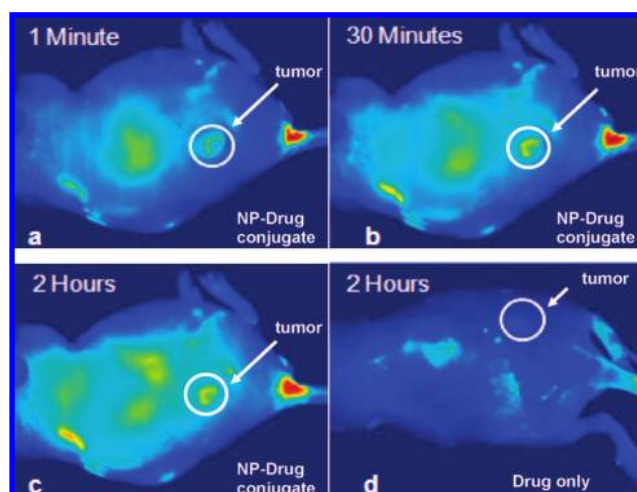 1 Minute
tumor
NP-Drug
conjugate
a
30 Minutes
tumor
NP-Drug
conjugate
b
2 Hours
tumor
NP-Drug
conjugate
c
2 Hours
tumor
Drug only
d